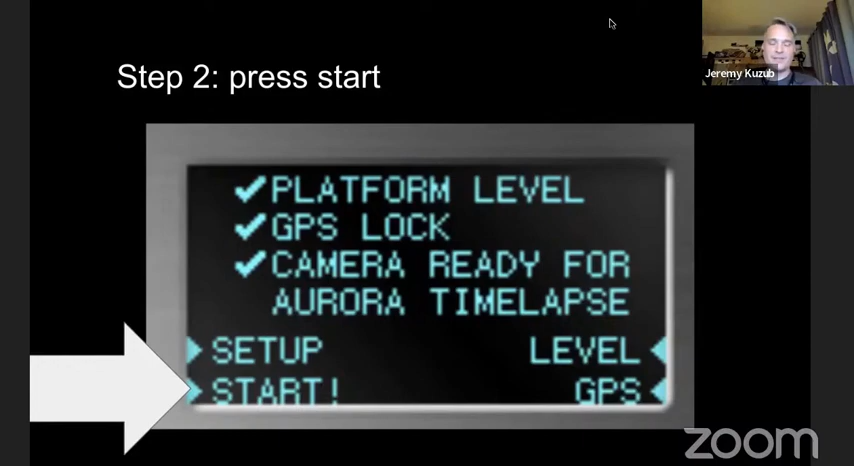 Jeremy Kuzub
Step 2: press start
✓PLATFORM LEVEL
✓GPS LOCK
✓CAMERA READY FOR
AURORA TIMELAPSE
SETUP LEVEL
START! GPS
zoom